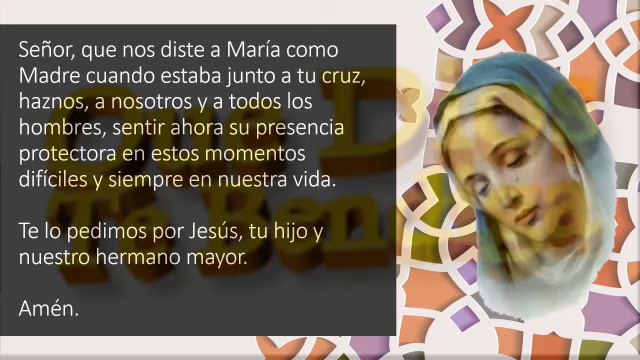 Señor, que nos diste a María como
Madre cuando estaba junto a tu cruz,
haznos, a nosotros y a todos los
hombres, sentir ahora su presencia
protectora en estos momentos
difíciles y siempre en nuestra vida.
Te lo pedimos por Jesús, tu hijo y
nuestro hermano mayor.
Amén.